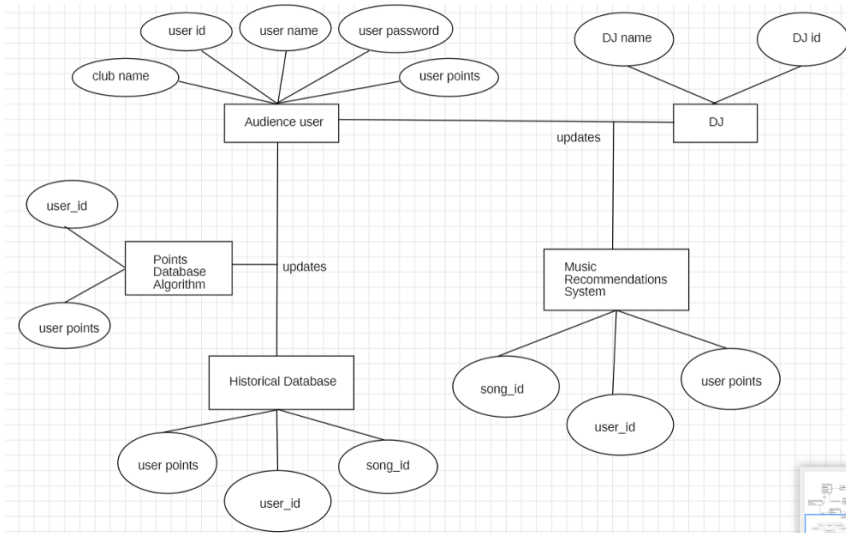 user id
user name
user password
DJ name
DJ id
club name
user points
Audience user
DJ
updates
user_id
Points
Database
Algorithm
updates
Music
Recommendations
System
user points
Historical Database
song_id
user points
user_id
user points
song_id
user_id